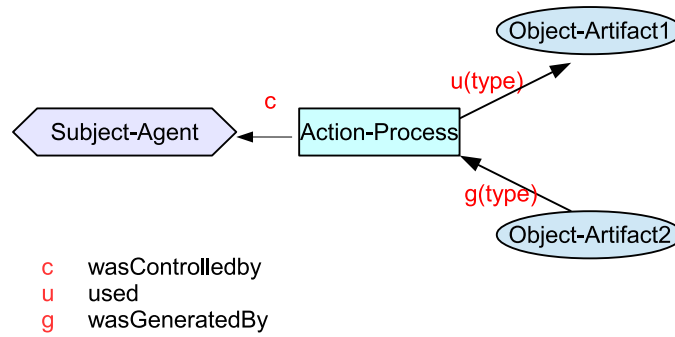 Object-Artifact1
u(type)
c
Subject-Agent
Action-Process
g(type)
Object-Artifact2
c wasControlledby
u used
g wasGeneratedBy